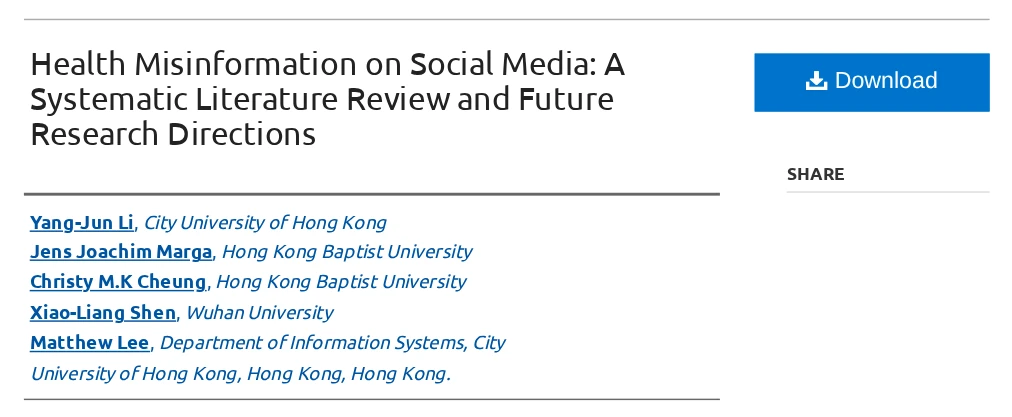 Health Misinformation on Social Media: A
Systematic Literature Review and Future
Research Directions
Download
SHARE
Yang-Jun Li, City University of Hong Kong
Jens Joachim Marga, Hong Kong Baptist University
Christy M.K Cheung, Hong Kong Baptist University
Xiao-Liang Shen, Wuhan University
Matthew Lee, Department of Information Systems, City
University of Hong Kong, Hong Kong, Hong Kong.